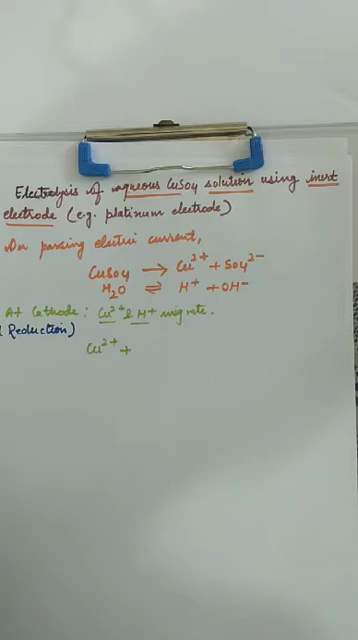 Electrolysis of aqueous CuSO4 solution using inert
electrode (e.g. platinum electrode)
On passing electric current,
CuSO4 → Cu²⁺ + SO4²⁻
H₂O ⇌ H⁺ + OH⁻
At Cathode: Cu²⁺ & H⁺ migrate.
(Reduction)
Cu²⁺ +